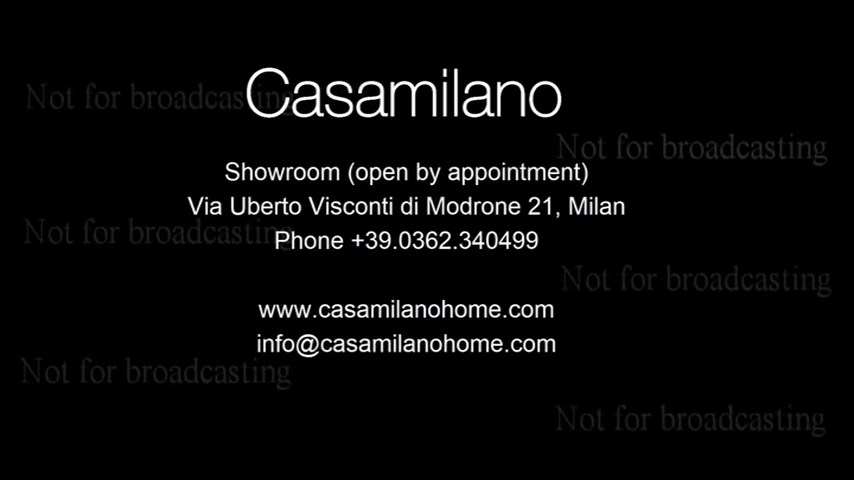 Casamilano
Not for broadcasting
Not for broadcasting
Showroom (open by appointment)
Via Uberto Visconti di Modrone 21, Milan
Not for broadcasting
Phone +39.0362.340499
Not for broadcasting
www.casamilanohome.com
info@casamilanohome.com
Not for broadcasting
Not for broadcasting